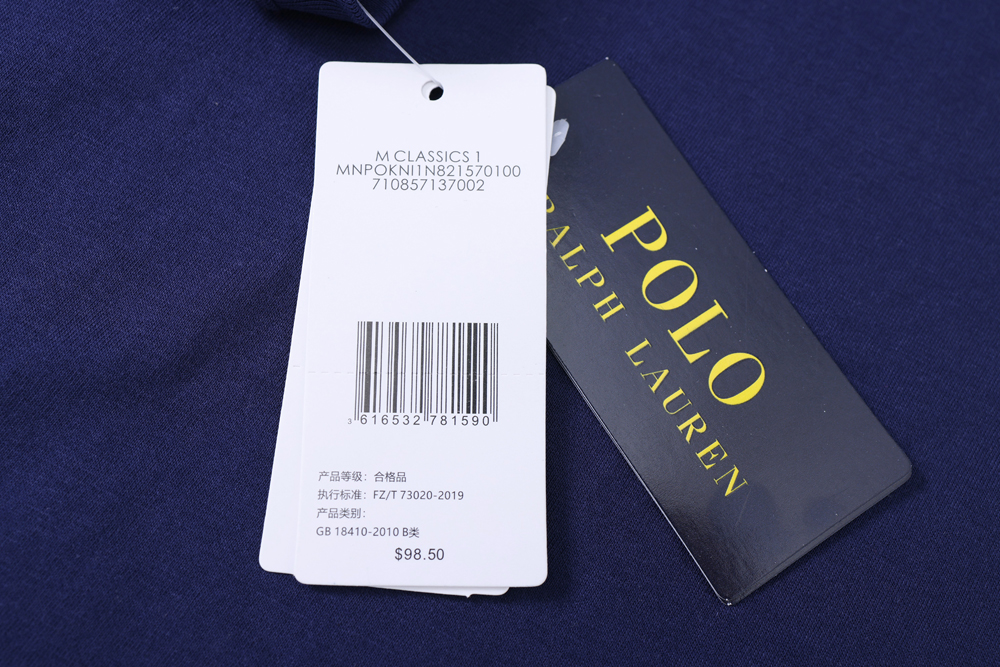 M CLASSICS 1
MNPOKNI1N821570100
710857137002
3 616532 781590
产品等级：合格品
执行标准：FZ/T 73020-2019
产品类别：
GB 18410-2010 B类
$98.50
POLO
RALPH LAUREN